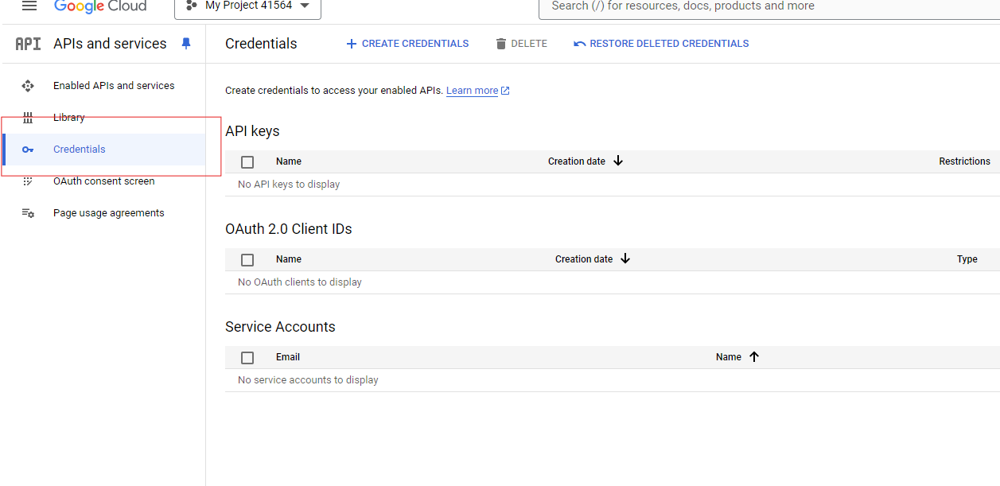 Google Cloud
My Project 41564
Search (/) for resources, docs, products and more
API APIs and services
Credentials
CREATE CREDENTIALS
DELETE
RESTORE DELETED CREDENTIALS
Enabled APIs and services
Library
Credentials
OAuth consent screen
Page usage agreements
Create credentials to access your enabled APIs. Learn more
API keys
Name Creation date Restrictions
No API keys to display
OAuth 2.0 Client IDs
Name Creation date Type
No OAuth clients to display
Service Accounts
Email Name
No service accounts to display